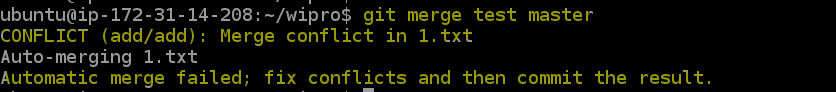 ubuntu@ip-172-31-14-208:~/wipro$ git merge test master
CONFLICT (add/add): Merge conflict in 1.txt
Auto-merging 1.txt
Automatic merge failed; fix conflicts and then commit the result.